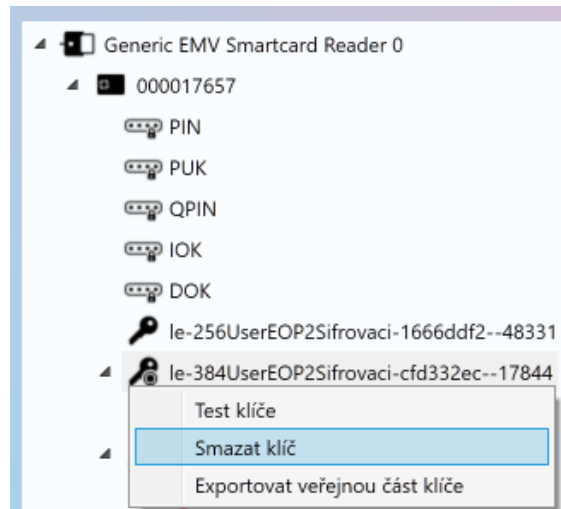 Generic EMV Smartcard Reader 0
000017657
PIN
PUK
QPIN
IOK
DOK
le-256UserEOP2Sifrovaci-1666ddf2--48331
le-384UserEOP2Sifrovaci-cfd332ec--17844
Test klíče
Smazat klíč
Exportovat veřejnou část klíče